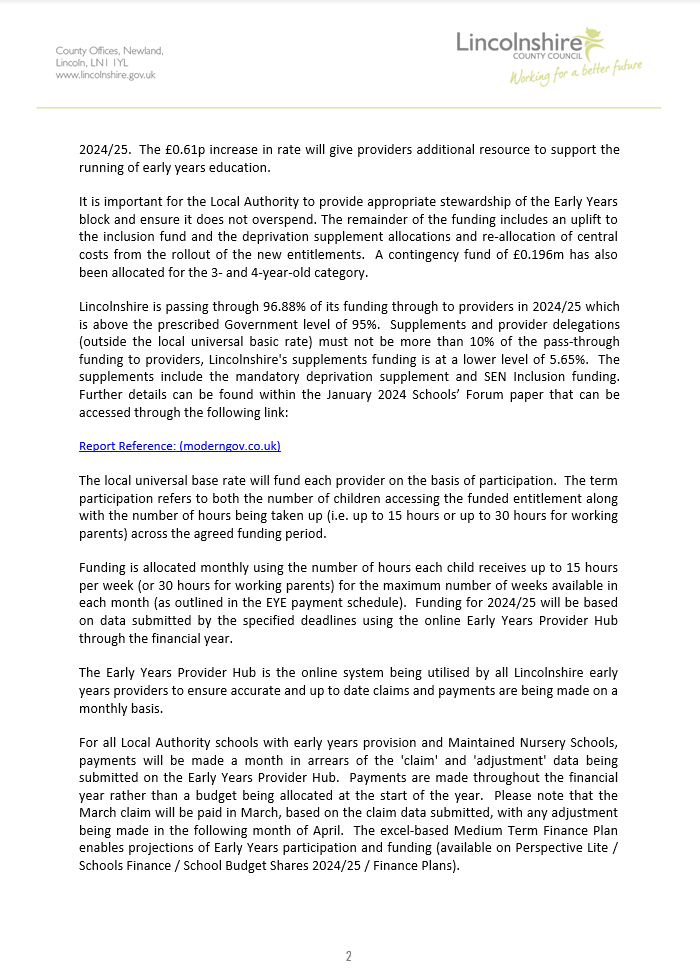 County Offices, Newland,
Lincoln, LN1 1YL
www.lincolnshire.gov.uk
Lincolnshire
COUNTY COUNCIL
Working for a better future
2024/25.  The £0.61p increase in rate will give providers additional resource to support the
running of early years education.
It is important for the Local Authority to provide appropriate stewardship of the Early Years
block and ensure it does not overspend. The remainder of the funding includes an uplift to
the inclusion fund and the deprivation supplement allocations and re-allocation of central
costs from the rollout of the new entitlements.  A contingency fund of £0.196m has also
been allocated for the 3- and 4-year-old category.
Lincolnshire is passing through 96.88% of its funding through to providers in 2024/25 which
is above the prescribed Government level of 95%.  Supplements and provider delegations
(outside the local universal basic rate) must not be more than 10% of the pass-through
funding to providers, Lincolnshire's supplements funding is at a lower level of 5.65%.  The
supplements include the mandatory deprivation supplement and SEN Inclusion funding.
Further details can be found within the January 2024 Schools’ Forum paper that can be
accessed through the following link:
Report Reference: (moderngov.co.uk)
The local universal base rate will fund each provider on the basis of participation.  The term
participation refers to both the number of children accessing the funded entitlement along
with the number of hours being taken up (i.e. up to 15 hours or up to 30 hours for working
parents) across the agreed funding period.
Funding is allocated monthly using the number of hours each child receives up to 15 hours
per week (or 30 hours for working parents) for the maximum number of weeks available in
each month (as outlined in the EYE payment schedule).  Funding for 2024/25 will be based
on data submitted by the specified deadlines using the online Early Years Provider Hub
through the financial year.
The Early Years Provider Hub is the online system being utilised by all Lincolnshire early
years providers to ensure accurate and up to date claims and payments are being made on a
monthly basis.
For all Local Authority schools with early years provision and Maintained Nursery Schools,
payments will be made a month in arrears of the 'claim' and 'adjustment' data being
submitted on the Early Years Provider Hub.  Payments are made throughout the financial
year rather than a budget being allocated at the start of the year.  Please note that the
March claim will be paid in March, based on the claim data submitted, with any adjustment
being made in the following month of April.  The excel-based Medium Term Finance Plan
enables projections of Early Years participation and funding (available on Perspective Lite /
Schools Finance / School Budget Shares 2024/25 / Finance Plans).
2